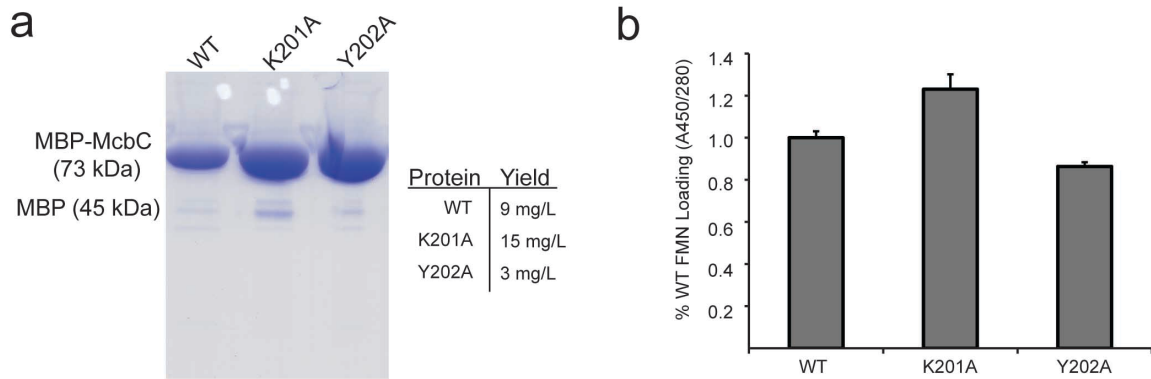 a
WT
K201A
Y202A
MBP-McbC
(73 kDa)
MBP (45 kDa)
Protein Yield
WT 9 mg/L
K201A 15 mg/L
Y202A 3 mg/L
b
% WT FMN Loading (A450/280)
1.4
1.2
1.0
0.8
0.6
0.4
0.2
WT K201A Y202A